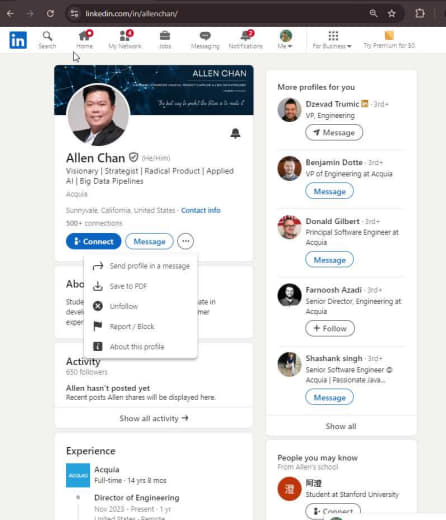 linkedin.com/in/allenchan/
in
Search
Home
4
My Network
Jobs
Messaging
2
Notifications
Me
For Business
Try Premium for $0
ALLEN CHAN
"The best way to predict the future is to make it"
Allen Chan (He/Him)
Visionary | Strategist | Radical Product | Applied
AI | Big Data Pipelines
Acquia
Sunnyvale, California, United States · Contact info
500+ connections
Connect
Message
Send profile in a message
Save to PDF
Unfollow
Report / Block
About this profile
Abo
Stude
ate in
devel
mer
exper
Activity
650 followers
Allen hasn't posted yet
Recent posts Allen shares will be displayed here.
Show all activity →
Experience
ACQUIA
Acquia
Full-time · 14 yrs 8 mos
Director of Engineering
Nov 2023 - Present · 1 yr
United States · Remote
More profiles for you
Dzevad Trumic in · 3rd+
VP, Engineering
Message
Benjamin Dotte · 3rd+
VP of Engineering at Acquia
Message
Donald Gilbert · 3rd+
Principal Software Engineer at
Acquia
Message
Farnoosh Azadi · 3rd+
Senior Director, Engineering at
Acquia
+ Follow
Shashank singh · 3rd+
Senior Software Engineer @
Acquia | Passionate Java...
Message
Show all
People you may know
From Allen's school
澄
阿澄
Student at Stanford University
Connect